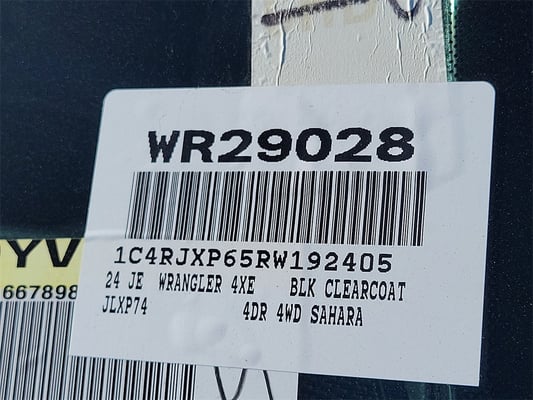 WR29028
1C4RJXP65RW192405
24 JE WRANGLER 4XE BLK CLEARCOAT
JLXP74 4DR 4WD SAHARA
YV
667898